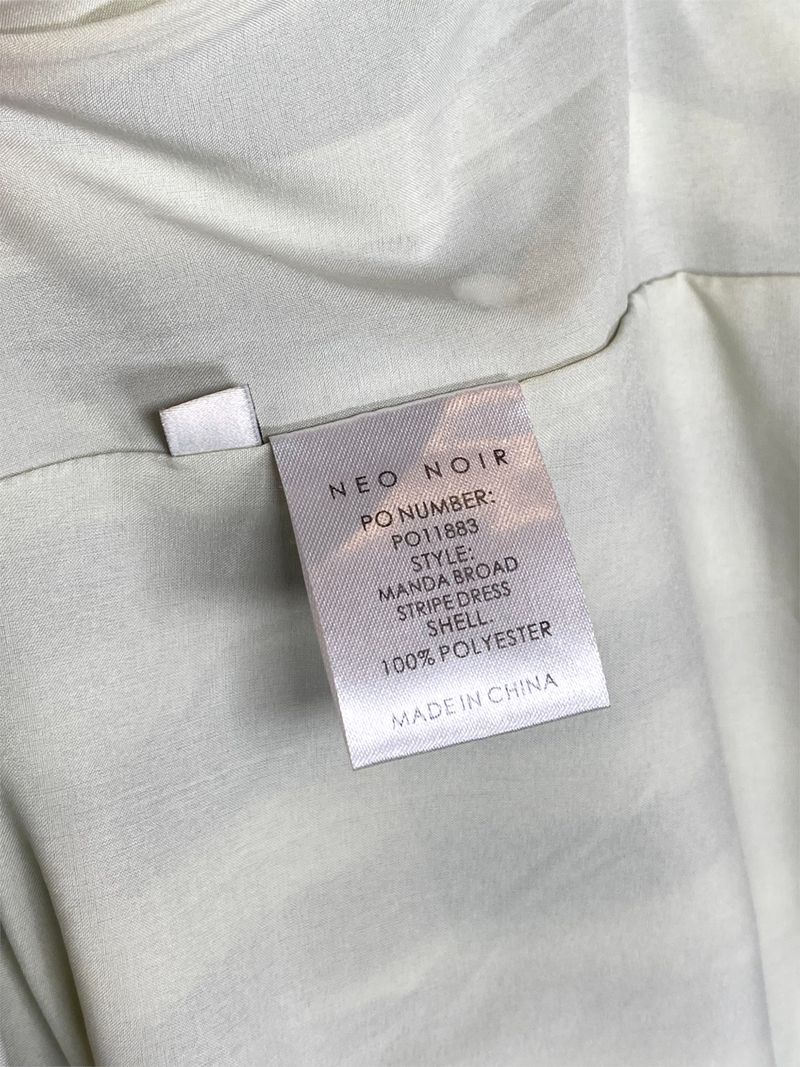 NEO NOIR
PO NUMBER:
PO11883
STYLE:
MANDA BROAD
STRIPE DRESS
SHELL.
100% POLYESTER
MADE IN CHINA